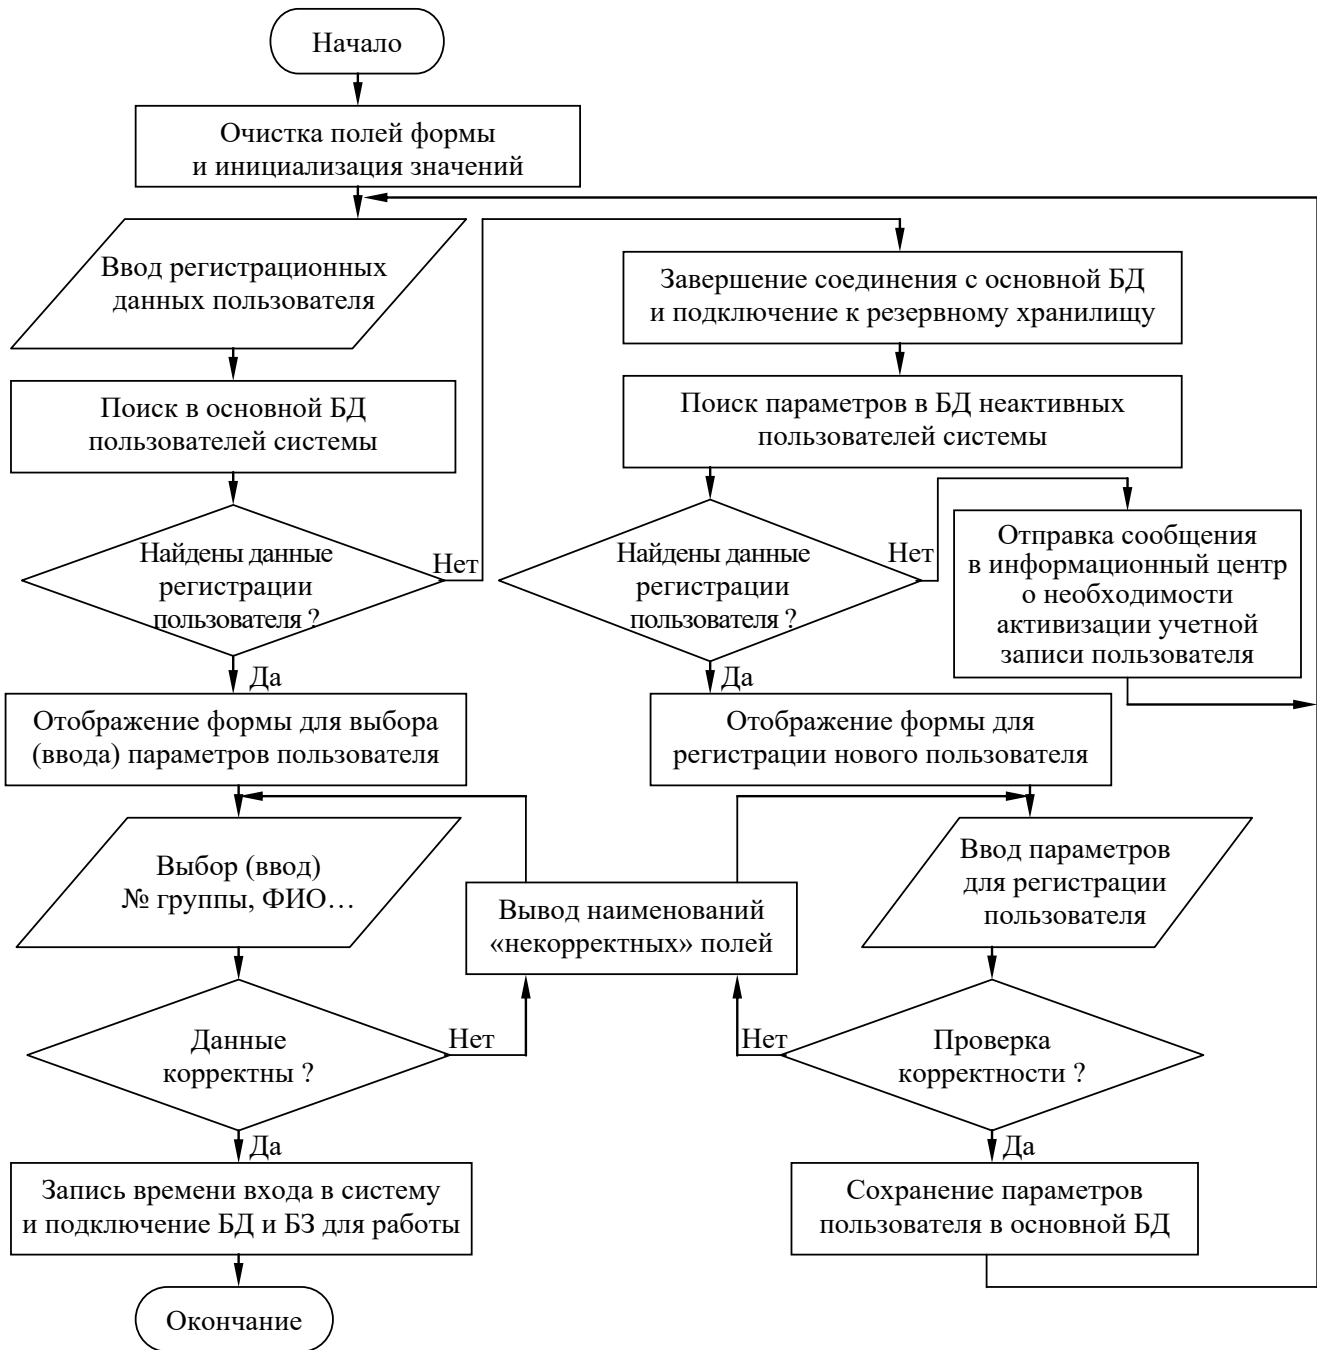 Начало
Очистка полей формы
и инициализация значений
Ввод регистрационных
данных пользователя
Завершение соединения с основной БД
и подключение к резервному хранилищу
Поиск в основной БД
пользователей системы
Поиск параметров в БД неактивных
пользователей системы
Найдены данные
регистрации
пользователя ?
Нет
Найдены данные
регистрации
пользователя ?
Нет
Отправка сообщения
в информационный центр
о необходимости
активизации учетной
записи пользователя
Да
Да
Отображение формы для выбора
(ввода) параметров пользователя
Отображение формы для
регистрации нового пользователя
Выбор (ввод)
№ группы, ФИО…
Вывод наименований
«некорректных» полей
Ввод параметров
для регистрации
пользователя
Данные
корректны ?
Нет
Нет
Проверка
корректности ?
Да
Да
Запись времени входа в систему
и подключение БД и БЗ для работы
Сохранение параметров
пользователя в основной БД
Окончание